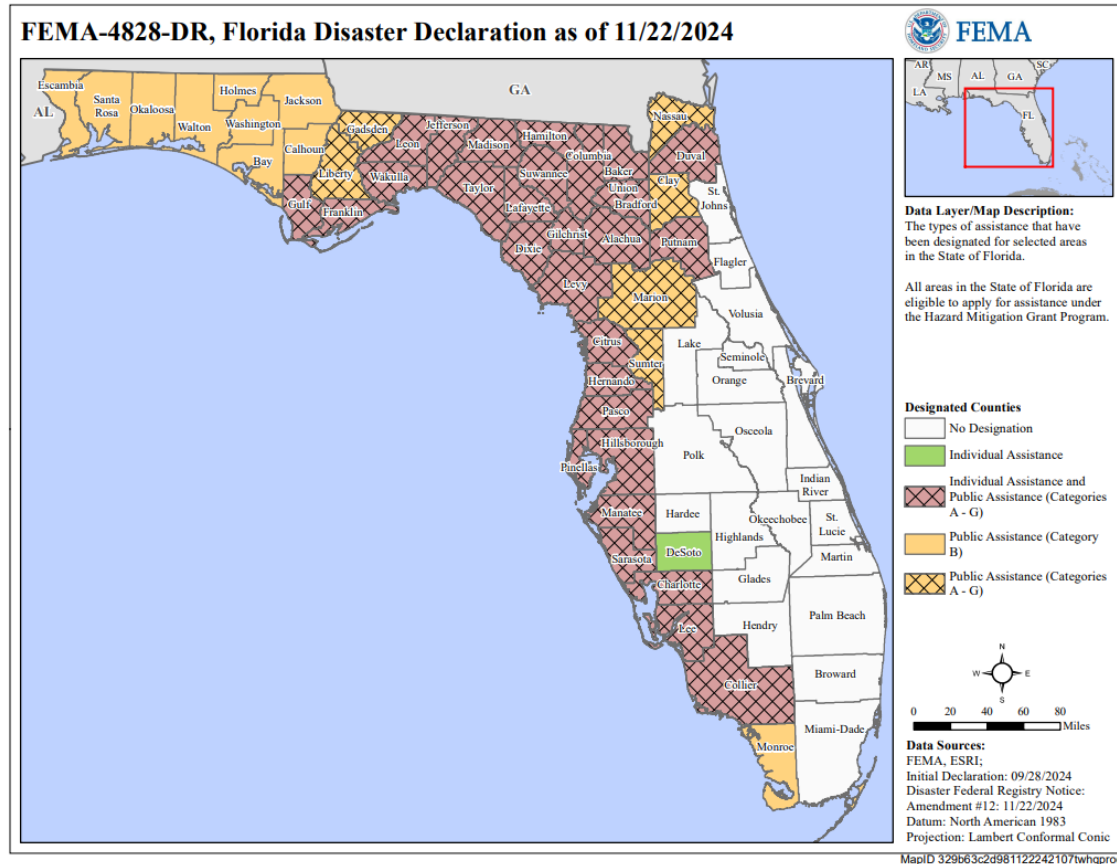 FEMA-4828-DR, Florida Disaster Declaration as of 11/22/2024
FEMA
GA
AL
Escambia
Santa
Rosa
Okaloosa
Holmes
Walton
Washington
Jackson
Bay
Calhoun
Gadsden
Liberty
Gulf
Franklin
Leon
Wakulla
Jefferson
Madison
Taylor
Hamilton
Suwannee
Lafayette
Columbia
Baker
Union
Bradford
Gilchrist
Dixie
Alachua
Levy
Nassau
Duval
Clay
St.
Johns
Putnam
Flagler
Marion
Volusia
Citrus
Sumter
Lake
Seminole
Orange
Brevard
Hernando
Pasco
Hillsborough
Pinellas
Polk
Osceola
Indian
River
Manatee
Hardee
Highlands
Okeechobee
St.
Lucie
Sarasota
DeSoto
Martin
Charlotte
Glades
Lee
Hendry
Palm Beach
Collier
Broward
Monroe
Miami-Dade
AR
MS
AL
GA
SC
LA
FL
Data Layer/Map Description:
The types of assistance that have
been designated for selected areas
in the State of Florida.
All areas in the State of Florida are
eligible to apply for assistance under
the Hazard Mitigation Grant Program.
Designated Counties
No Designation
Individual Assistance
Individual Assistance and
Public Assistance (Categories
A - G)
Public Assistance (Category
B)
Public Assistance (Categories
A - G)
N
W
E
S
0 20 40 60 80
Miles
Data Sources:
FEMA, ESRI;
Initial Declaration: 09/28/2024
Disaster Federal Registry Notice:
Amendment #12: 11/22/2024
Datum: North American 1983
Projection: Lambert Conformal Conic
MapID 329b63c2d981122242107twhqpro